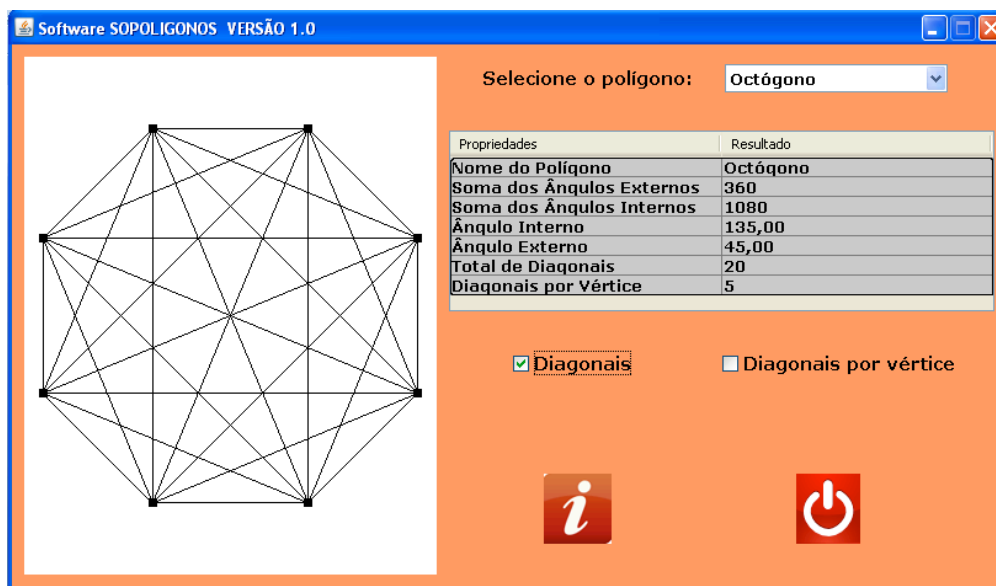 Software SOPOLIGONOS VERSÃO 1.0
Selecione o polígono: Octógono
Propriedades Resultado
Nome do Polígono Octógono
Soma dos Ângulos Externos 360
Soma dos Ângulos Internos 1080
Ângulo Interno 135,00
Ângulo Externo 45,00
Total de Diagonais 20
Diagonais por Vértice 5
Diagonais Diagonais por vértice
i